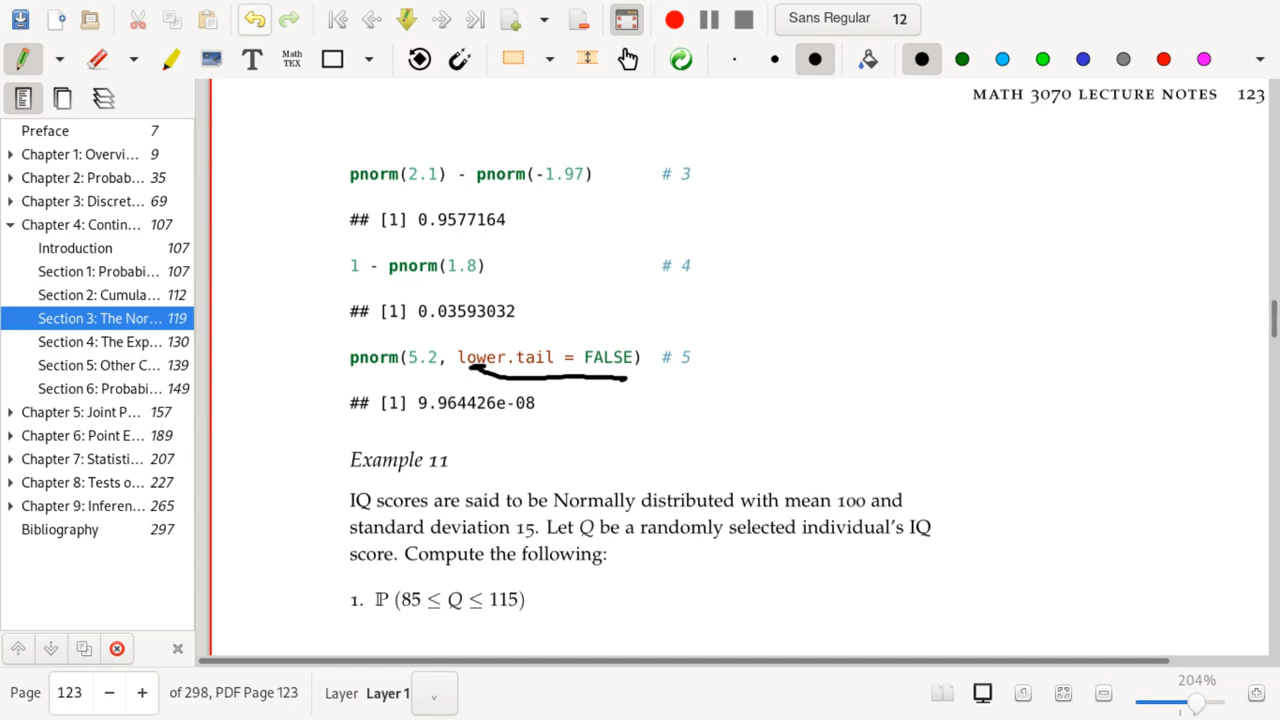 Sans Regular 12
T Math TEX
MATH 3070 LECTURE NOTES 123
Preface 7
Chapter 1: Overvi... 9
Chapter 2: Probab... 35
Chapter 3: Discret... 69
Chapter 4: Contin... 107
Introduction 107
Section 1: Probabi... 107
Section 2: Cumula... 112
Section 3: The Nor... 119
Section 4: The Exp... 130
Section 5: Other C... 139
Section 6: Probabi... 149
Chapter 5: Joint P... 157
Chapter 6: Point E... 189
Chapter 7: Statisti... 207
Chapter 8: Tests o... 227
Chapter 9: Inferen... 265
Bibliography 297
pnorm(2.1) - pnorm(-1.97) # 3
## [1] 0.9577164
1 - pnorm(1.8) # 4
## [1] 0.03593032
pnorm(5.2, lower.tail = FALSE) # 5
## [1] 9.964426e-08
Example 11
IQ scores are said to be Normally distributed with mean 100 and
standard deviation 15. Let Q be a randomly selected individual's IQ
score. Compute the following:
1. ℙ (85 ≤ Q ≤ 115)
Page 123 of 298, PDF Page 123 Layer Layer 1 204%